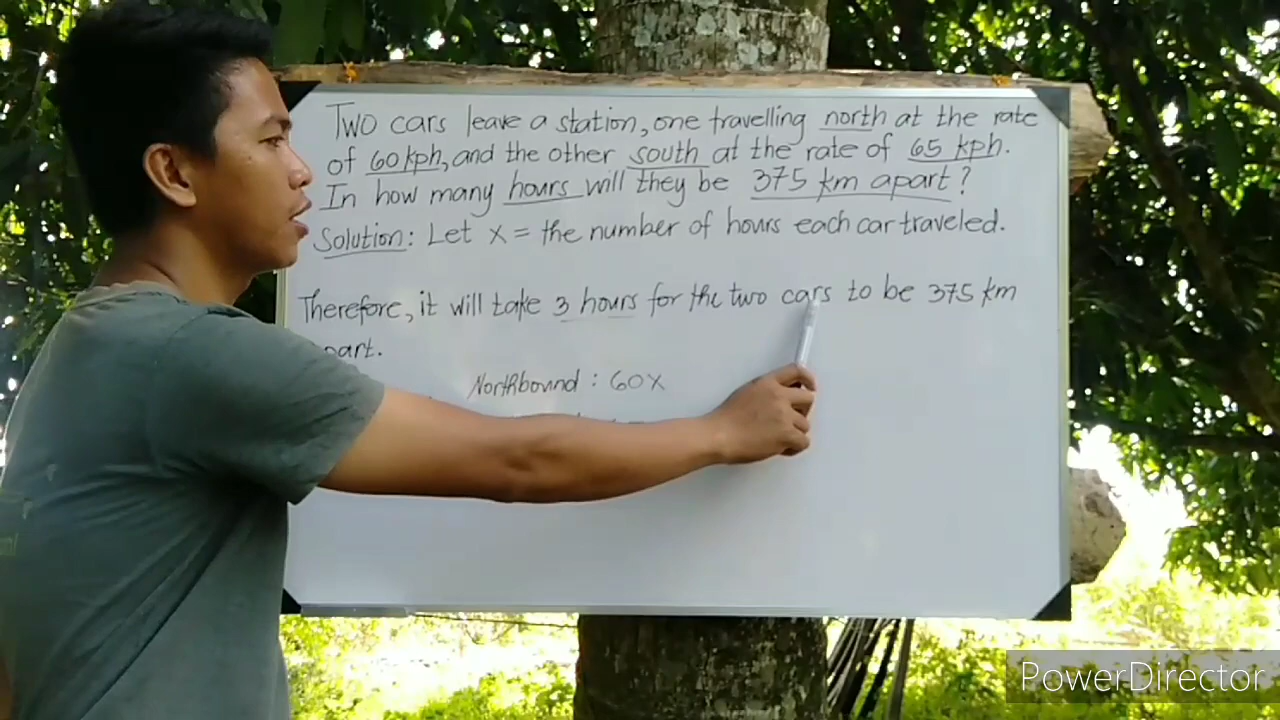 Two cars leave a station, one travelling north at the rate
of 60 kph, and the other south at the rate of 65 kph.
In how many hours will they be 375 km apart?
Solution: Let x = the number of hours each car traveled.
Therefore, it will take 3 hours for the two cars to be 375 km
part.
Northbound : 60x
PowerDirector